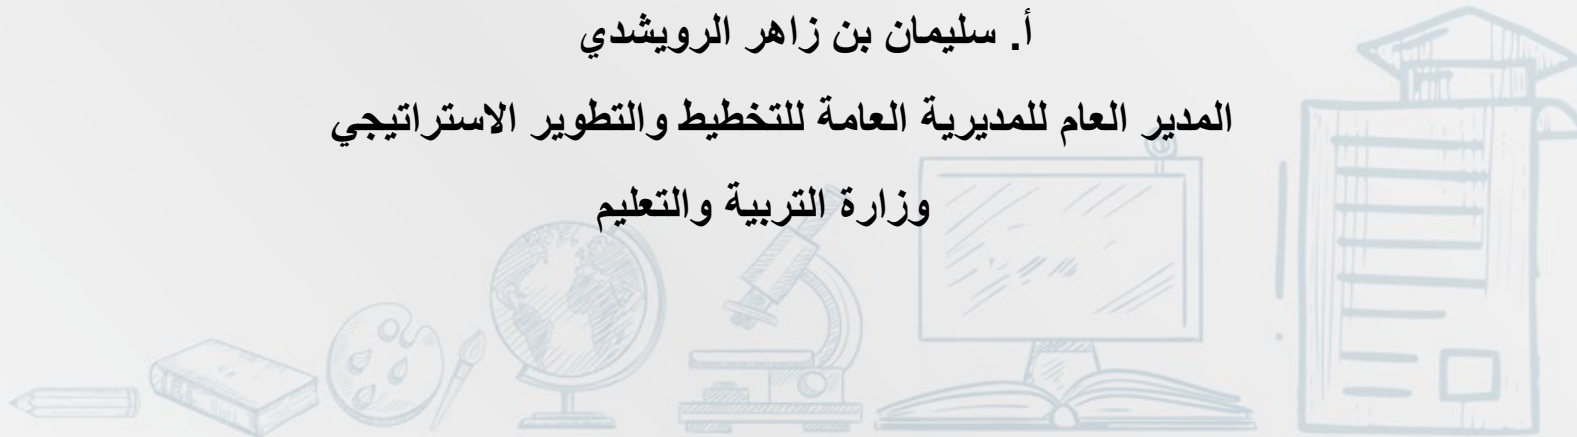 أ. سليمان بن زاهر الرويشدي
المدير العام للمديرية العامة للتخطيط والتطوير الاستراتيجي
وزارة التربية والتعليم